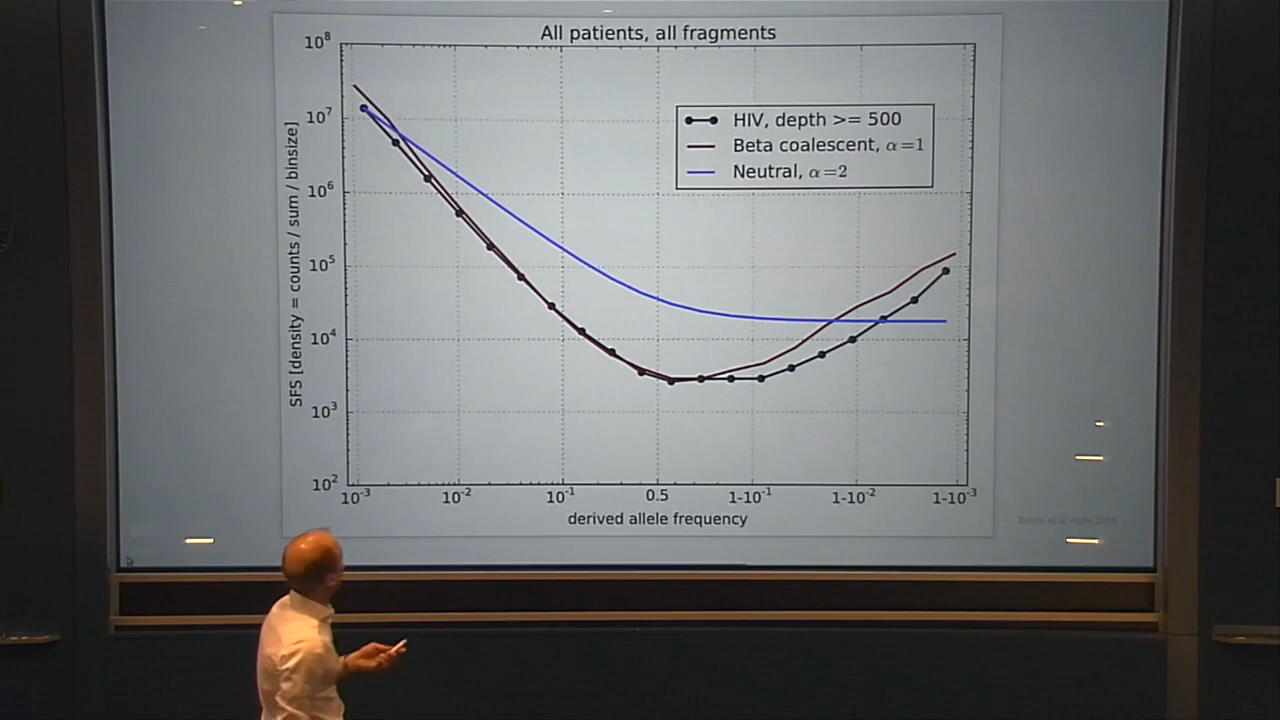 All patients, all fragments
10⁸
10⁷
10⁶
10⁵
10⁴
10³
10²
SFS [density = counts / sum / binsize]
HIV, depth >= 500
Beta coalescent, α=1
Neutral, α=2
10⁻³ 10⁻² 10⁻¹ 0.5 1-10⁻¹ 1-10⁻² 1-10⁻³
derived allele frequency